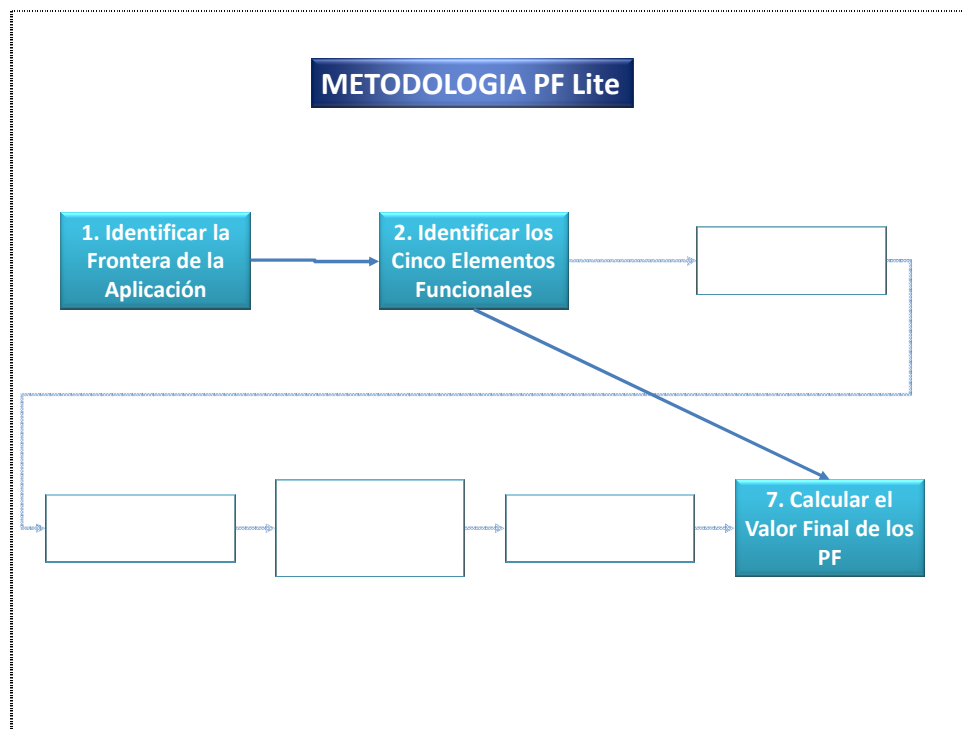 METODOLOGIA PF Lite
1. Identificar la
Frontera de la
Aplicación
2. Identificar los
Cinco Elementos
Funcionales
7. Calcular el
Valor Final de los
PF